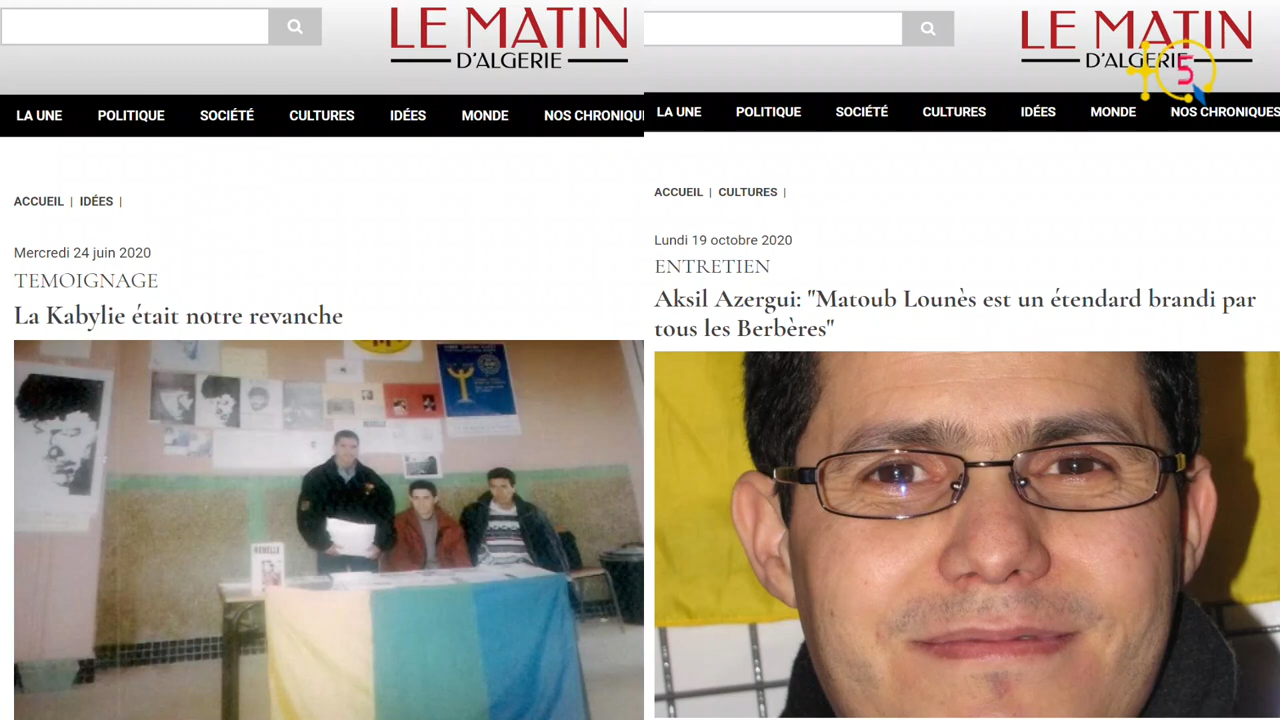 LE MATIN
D'ALGERIE
LA UNE POLITIQUE SOCIÉTÉ CULTURES IDÉES MONDE NOS CHRONIQU
ACCUEIL | IDÉES |
Mercredi 24 juin 2020
TEMOIGNAGE
La Kabylie était notre revanche
LE MATIN
D'ALGERIE
5
LA UNE POLITIQUE SOCIÉTÉ CULTURES IDÉES MONDE NOS CHRONIQUES
ACCUEIL | CULTURES |
Lundi 19 octobre 2020
ENTRETIEN
Aksil Azergui: "Matoub Lounès est un étendard brandi par
tous les Berbères"